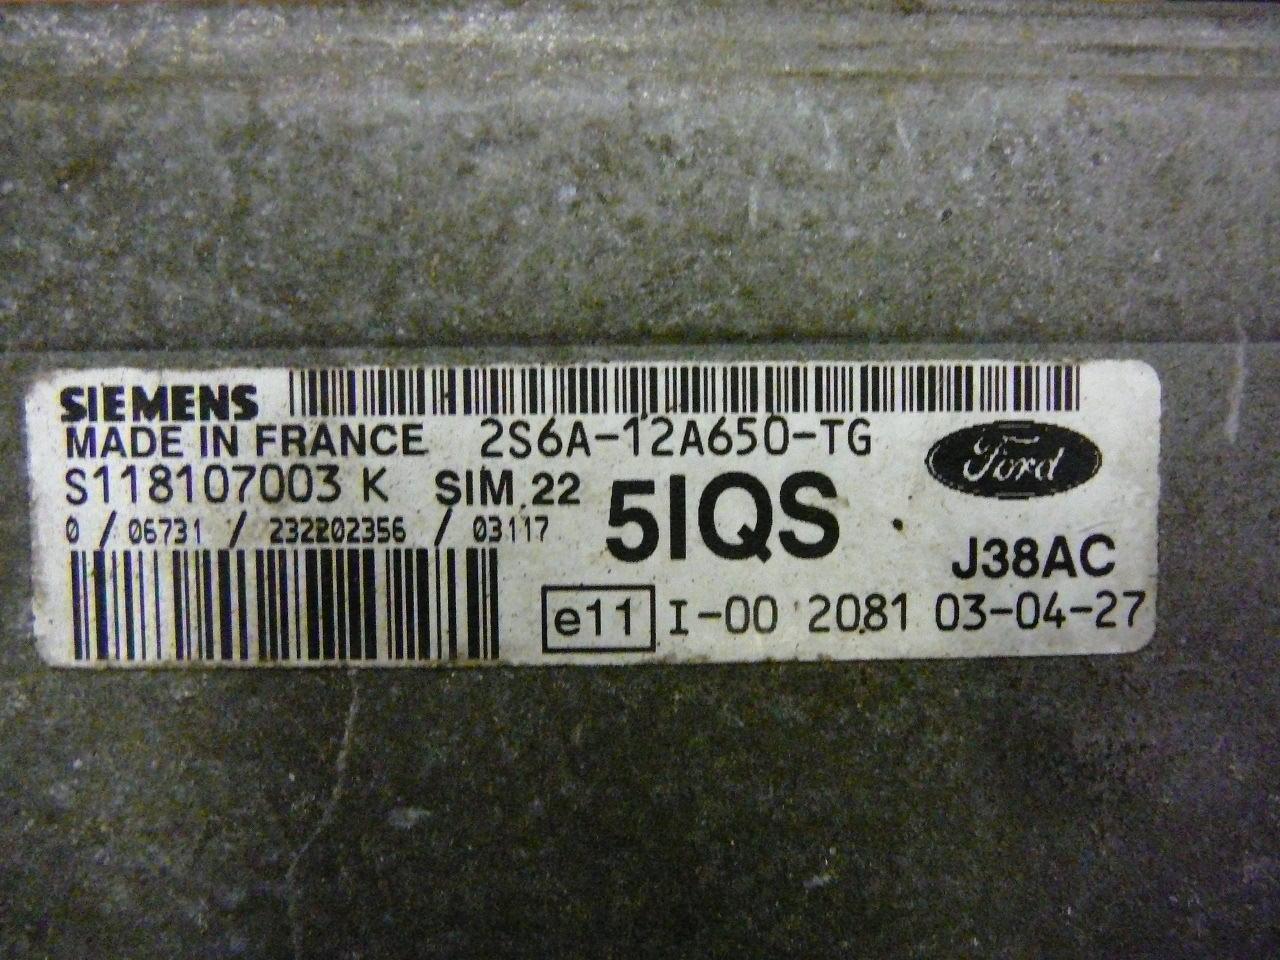 SIEMENS
MADE IN FRANCE 2S6A-12A650-TG
Ford
S118107003 K SIM 22 5IQS
0 / 06731 / 232202356 / 03117
J38AC
e11 I-00 2081 03-04-27